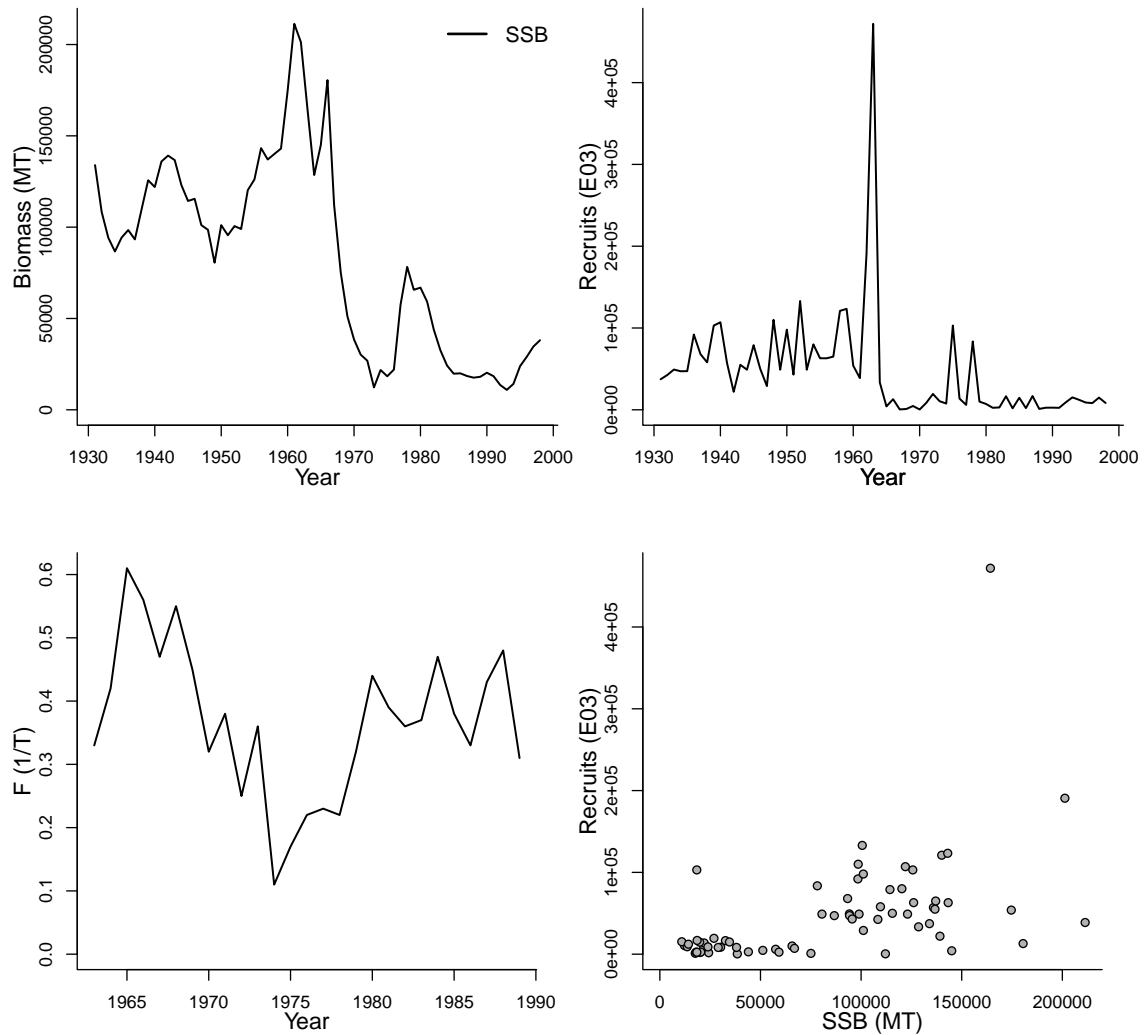 SSB
Biomass (MT)
200000
150000
100000
50000
0
1930 1940 1950 1960 1970 1980 1990 2000
Year
Recruits (E03)
4e+05
3e+05
2e+05
1e+05
0e+00
1930 1940 1950 1960 1970 1980 1990 2000
Year
F (1/T)
0.6
0.5
0.4
0.3
0.2
0.1
0.0
1965 1970 1975 1980 1985 1990
Year
Recruits (E03)
4e+05
3e+05
2e+05
1e+05
0e+00
0 50000 100000 150000 200000
SSB (MT)